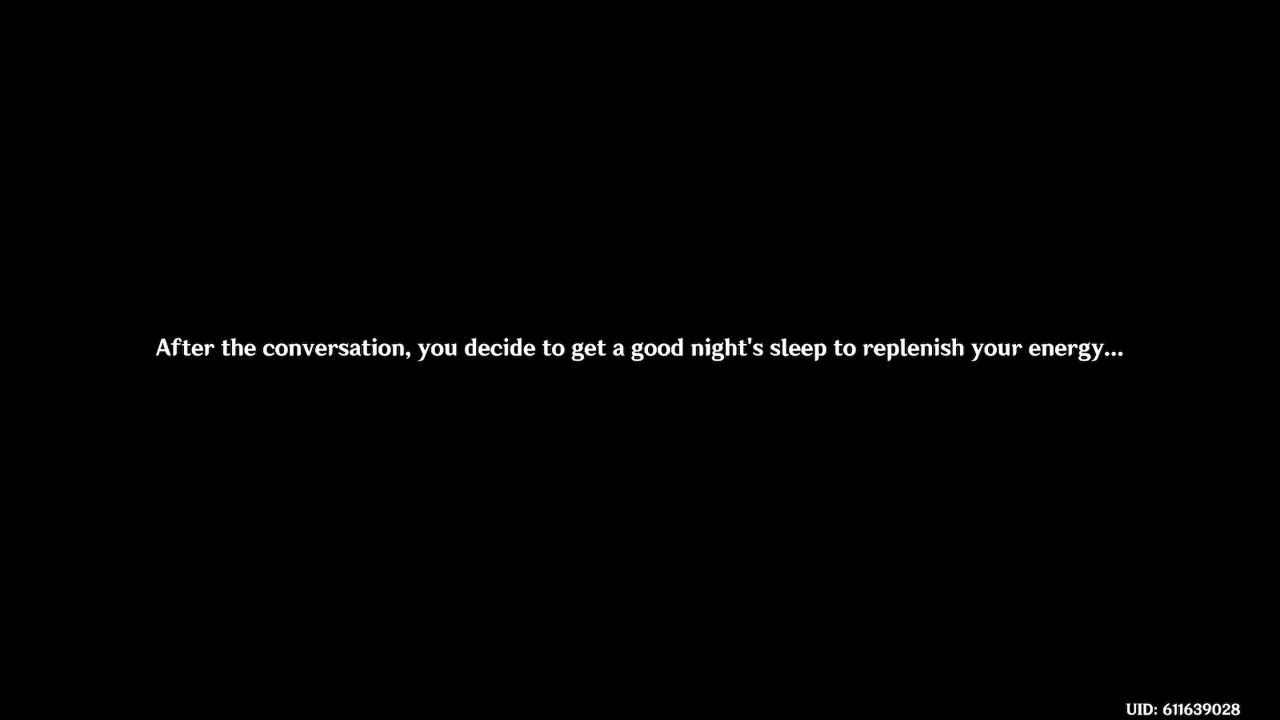 After the conversation, you decide to get a good night's sleep to replenish your energy...
UID: 611639028